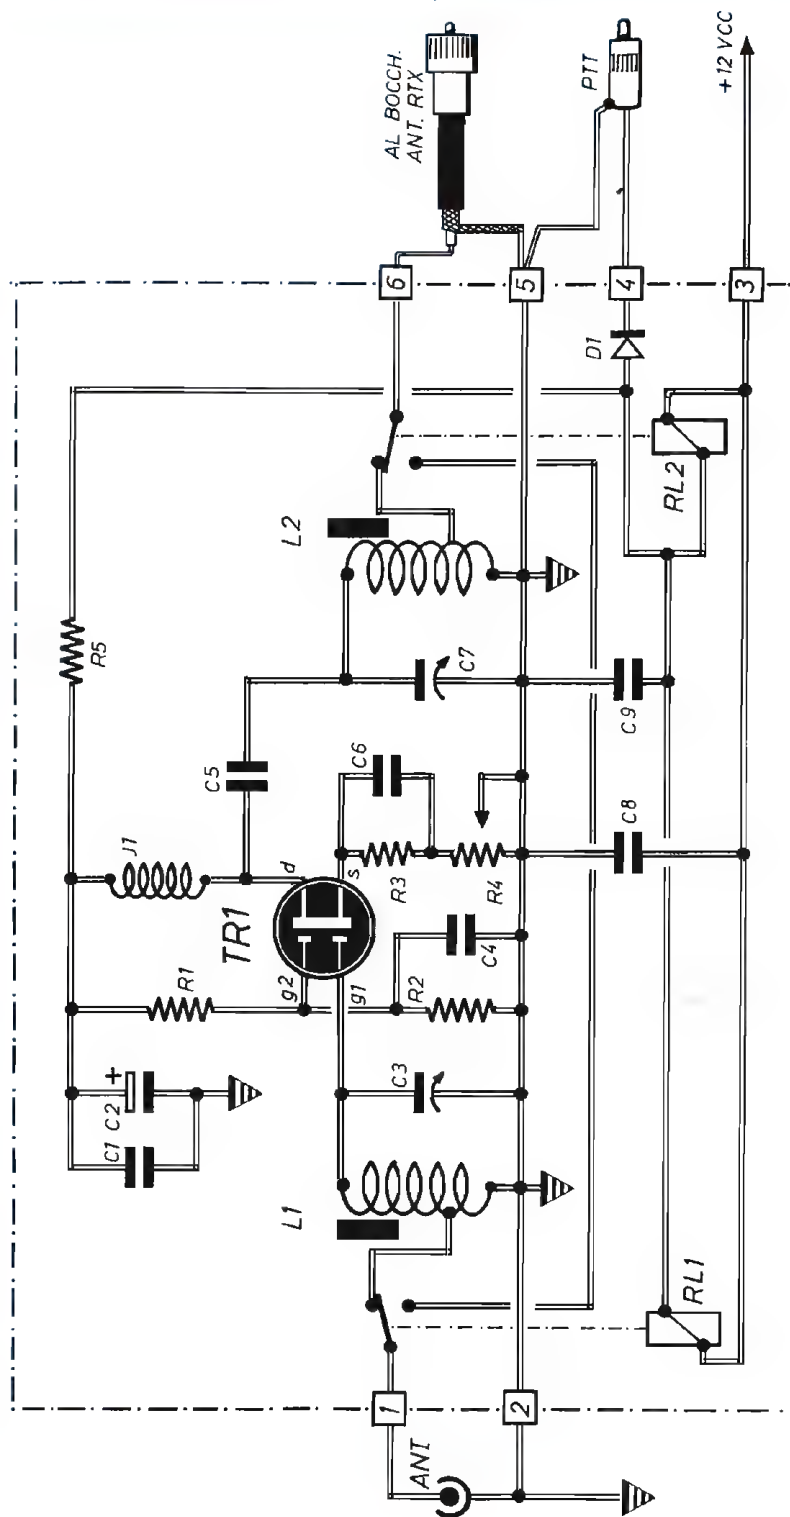 AL BOCCH.
ANT. RTX
PTT
+12 VCC
6
5
4
3
D1
RL2
L2
R5
C5
C7
C9
C6
J1
d
s
R3
R4
C8
TR1
g2
g1
R1
R2
C4
C3
+
C2
C1
L1
RL1
1
2
ANT